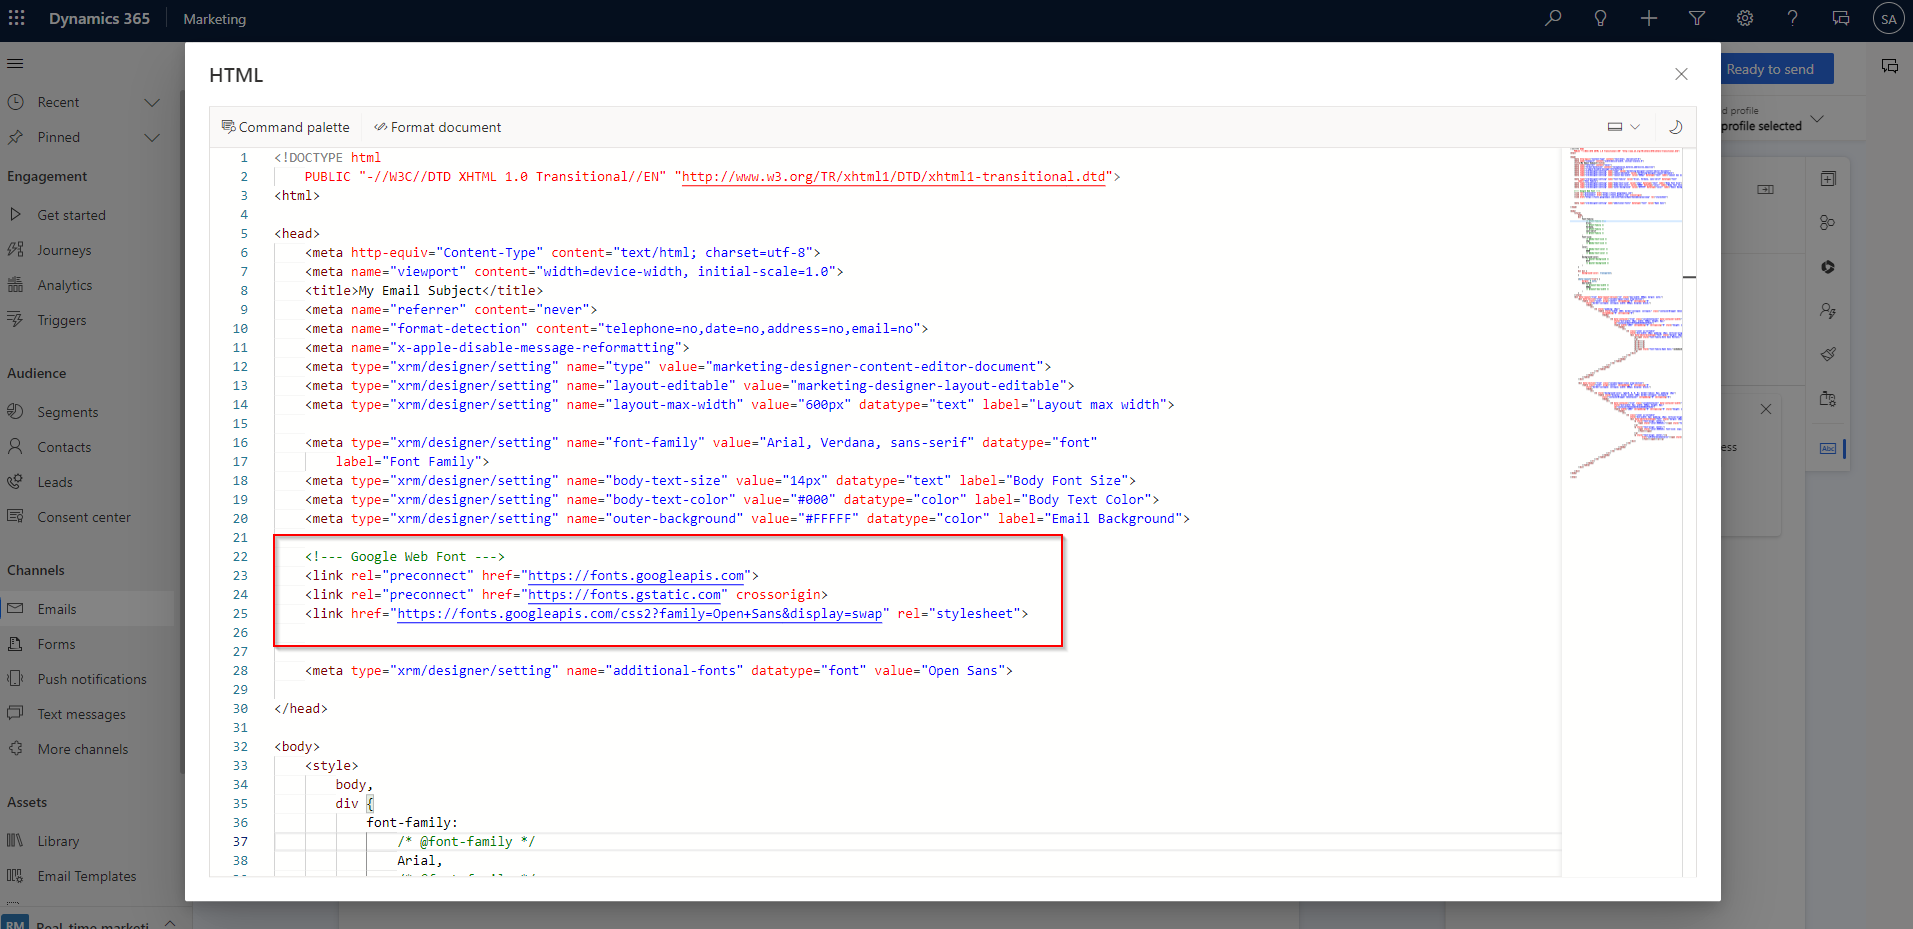 Dynamics 365 Marketing SA
HTML
Ready to send
Command palette Format document
d profile
profile selected
Recent
Pinned
Engagement
Get started
Journeys
Analytics
Triggers
Audience
Segments
Contacts
Leads
Consent center
Channels
Emails
Forms
Push notifications
Text messages
More channels
Assets
Library
Email Templates
RM Real-time marketi
1 <!DOCTYPE html
2 PUBLIC "-//W3C//DTD XHTML 1.0 Transitional//EN" "http://www.w3.org/TR/xhtml1/DTD/xhtml1-transitional.dtd">
3 <html>
4
5 <head>
6 <meta http-equiv="Content-Type" content="text/html; charset=utf-8">
7 <meta name="viewport" content="width=device-width, initial-scale=1.0">
8 <title>My Email Subject</title>
9 <meta name="referrer" content="never">
10 <meta name="format-detection" content="telephone=no,date=no,address=no,email=no">
11 <meta name="x-apple-disable-message-reformatting">
12 <meta type="xrm/designer/setting" name="type" value="marketing-designer-content-editor-document">
13 <meta type="xrm/designer/setting" name="layout-editable" value="marketing-designer-layout-editable">
14 <meta type="xrm/designer/setting" name="layout-max-width" value="600px" datatype="text" label="Layout max width">
15
16 <meta type="xrm/designer/setting" name="font-family" value="Arial, Verdana, sans-serif" datatype="font"
17 label="Font Family">
18 <meta type="xrm/designer/setting" name="body-text-size" value="14px" datatype="text" label="Body Font Size">
19 <meta type="xrm/designer/setting" name="body-text-color" value="#000" datatype="color" label="Body Text Color">
20 <meta type="xrm/designer/setting" name="outer-background" value="#FFFFF" datatype="color" label="Email Background">
21
22 <!--- Google Web Font --->
23 <link rel="preconnect" href="https://fonts.googleapis.com">
24 <link rel="preconnect" href="https://fonts.gstatic.com" crossorigin>
25 <link href="https://fonts.googleapis.com/css2?family=Open+Sans&display=swap" rel="stylesheet">
26
27
28 <meta type="xrm/designer/setting" name="additional-fonts" datatype="font" value="Open Sans">
29
30 </head>
31
32 <body>
33 <style>
34 body,
35 div {
36 font-family:
37 /* @font-family */
38 Arial,
ess
Abc